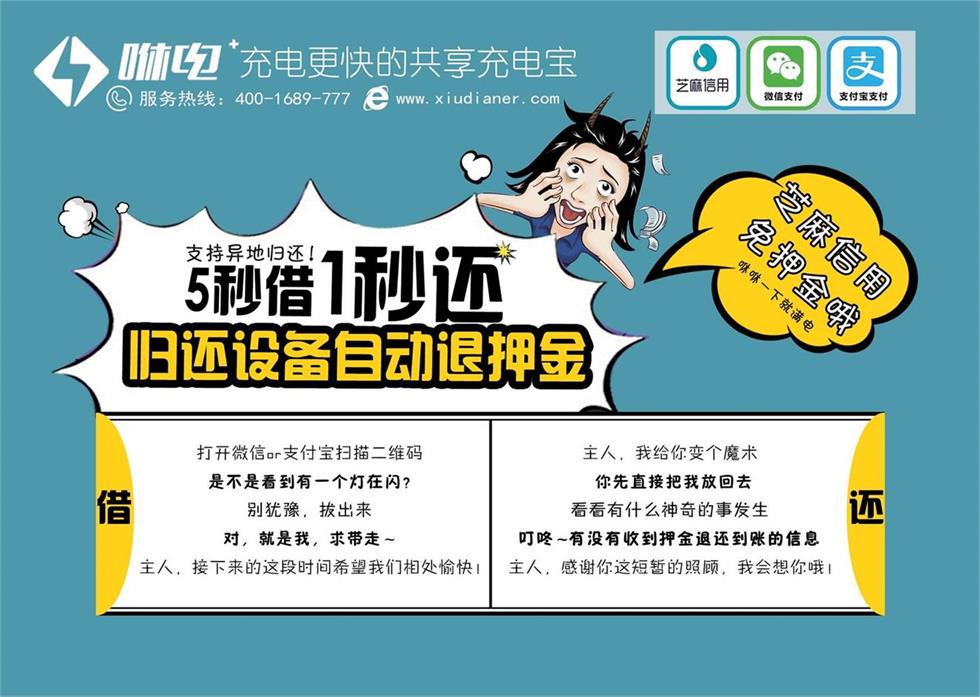 咻电+充电更快的共享充电宝
服务热线：400-1689-777 www.xiudianer.com
芝麻信用
微信支付
支
支付宝支付
支持异地归还！
5秒借1秒还
归还设备自动退押金
芝麻信用
免押金哦
咻咻一下就满电
借
打开微信or支付宝扫描二维码
是不是看到有一个灯在闪？
别犹豫，拔出来
对，就是我，求带走~
主人，接下来的这段时间希望我们相处愉快！
还
主人，我给你变个魔术
你先直接把我放回去
看看有什么神奇的事发生
叮咚~有没有收到押金退还到账的信息
主人，感谢你这短暂的照顾，我会想你哦！